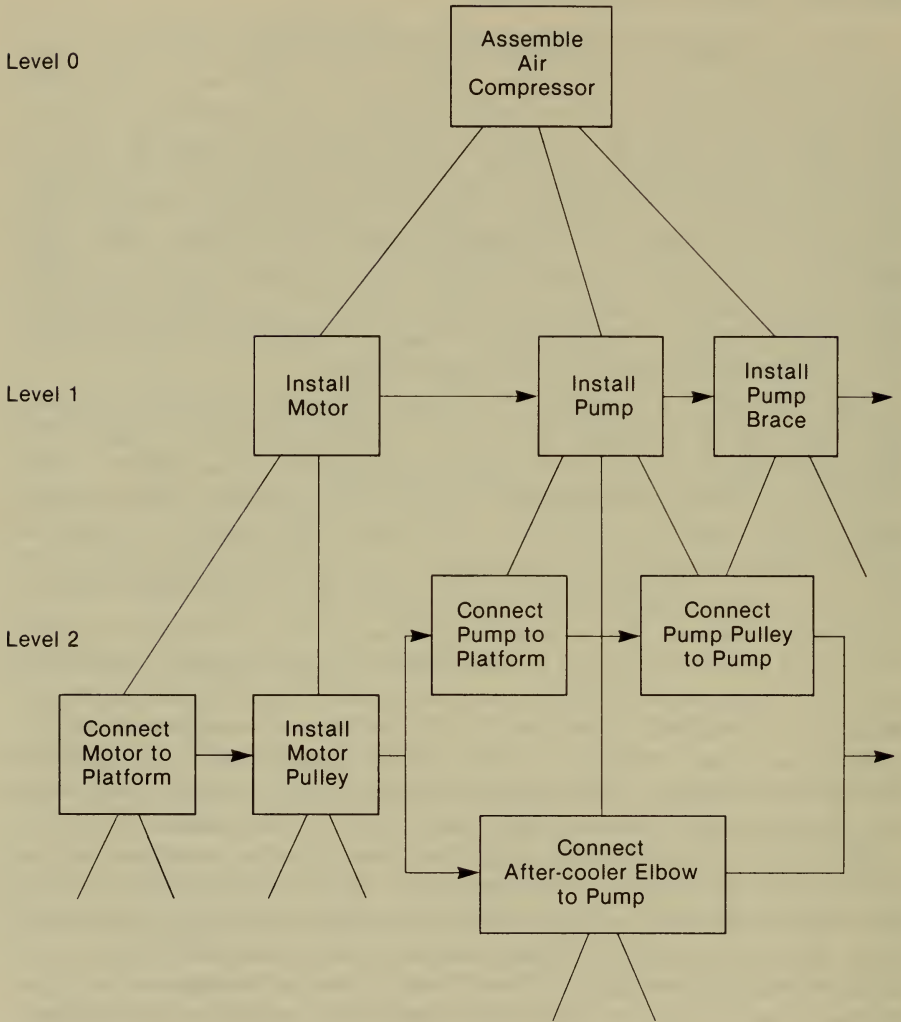 Level 0
Assemble
Air
Compressor
Level 1
Install
Motor
Install
Pump
Install
Pump
Brace
Level 2
Connect
Pump to
Platform
Connect
Pump Pulley
to Pump
Connect
Motor to
Platform
Install
Motor
Pulley
Connect
After-cooler Elbow
to Pump